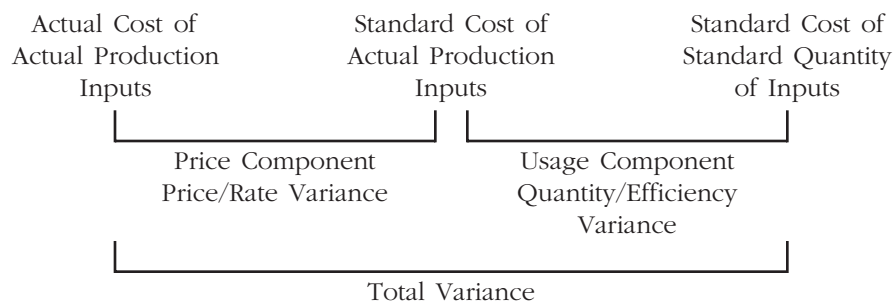 Actual Cost of
Actual Production
Inputs
Standard Cost of
Actual Production
Inputs
Standard Cost of
Standard Quantity
of Inputs
Price Component
Price/Rate Variance
Usage Component
Quantity/Efficiency
Variance
Total Variance